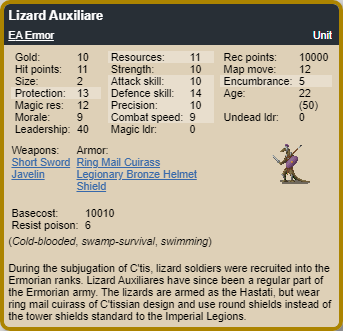 Lizard Auxiliare
EA Ermor Unit
Gold: 10 Resources: 11 Rec points: 10000
Hit points: 11 Strength: 10 Map move: 12
Size: 2 Attack skill: 10 Encumbrance: 5
Protection: 13 Defence skill: 14 Age: 22
Magic res: 12 Precision: 10 (50)
Morale: 9 Combat speed: 9 Undead ldr: 0
Leadership: 40 Magic ldr: 0
Weapons: Armor:
Short Sword Ring Mail Cuirass
Javelin Legionary Bronze Helmet
Shield
Basecost: 10010
Resist poison: 6
(Cold-blooded, swamp-survival, swimming)
During the subjugation of C'tis, lizard soldiers were recruited into the
Ermorian ranks. Lizard Auxiliares have since been a regular part of
the Ermorian army. The lizards are armed as the Hastati, but wear
ring mail cuirass of C'tissian design and use round shields instead of
the tower shields standard to the Imperial Legions.